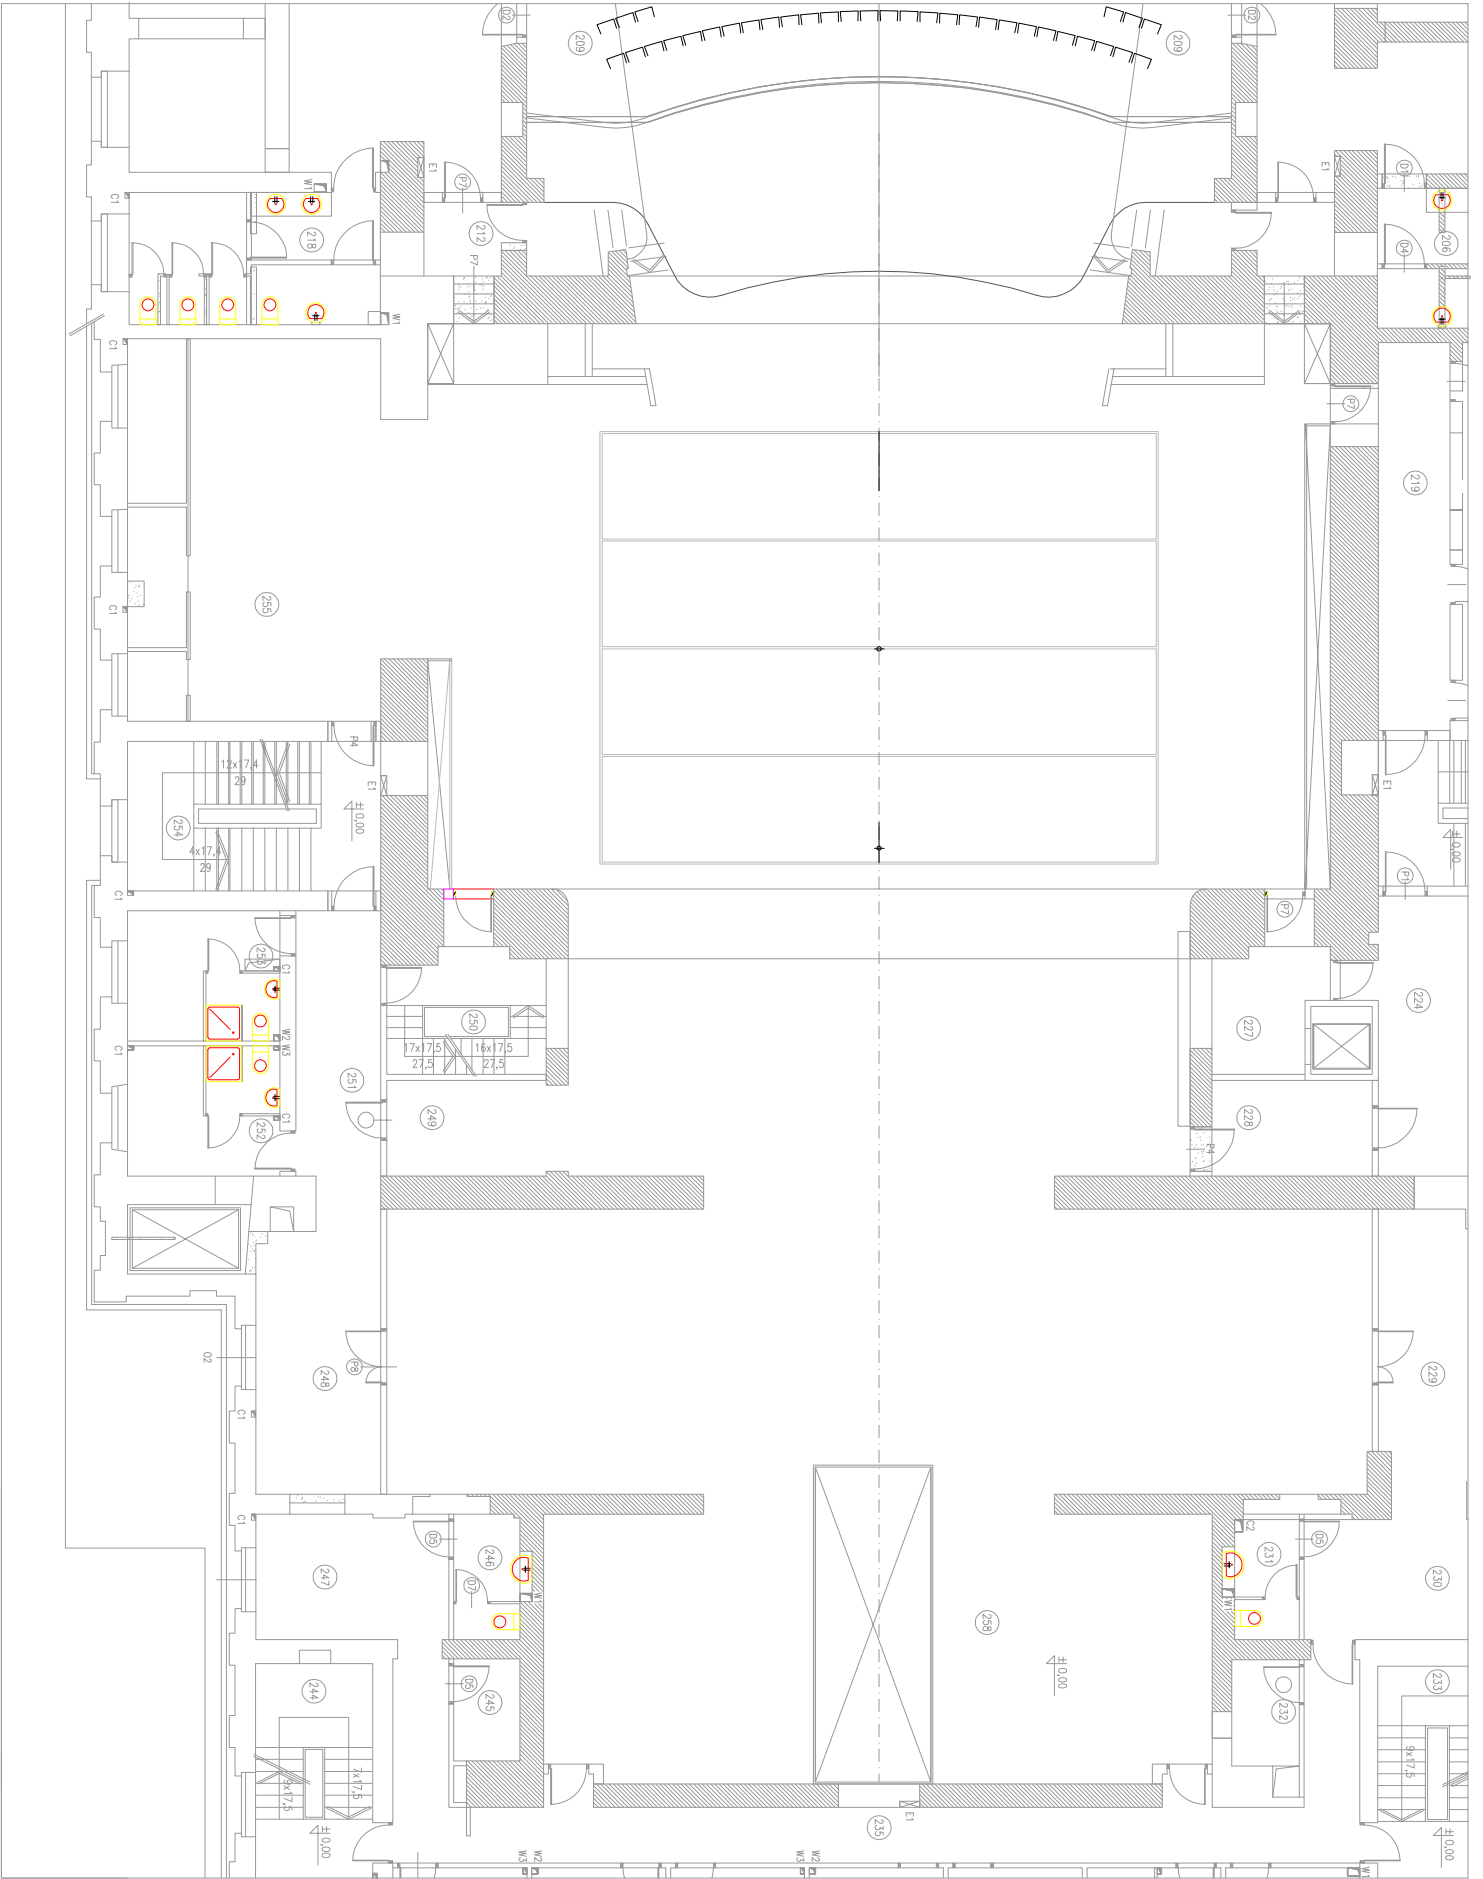 D2
209
209
D2
E1
P7
E1
D1
W1
C1
212
206
218
D4
P7
W1
C1
P7
219
255
C1
P4
E1
E1
12x17,4
29
± 0,00
254
4x17,4
29
± 0,00
P1
C1
P7
253
C1
224
250
227
W2
W3
C1
17x17,5
27,5
16x17,5
27,5
251
249
228
C1
252
P4
O2
P8
248
229
C1
C1
C2
D5
D5
246
231
247
D7
230
W1
W1
258
± 0,00
D5
244
245
233
232
7x17,5
9x17,5
9x17,5
E1
235
± 0,00
± 0,00
W3
W2
W3
W2
W1